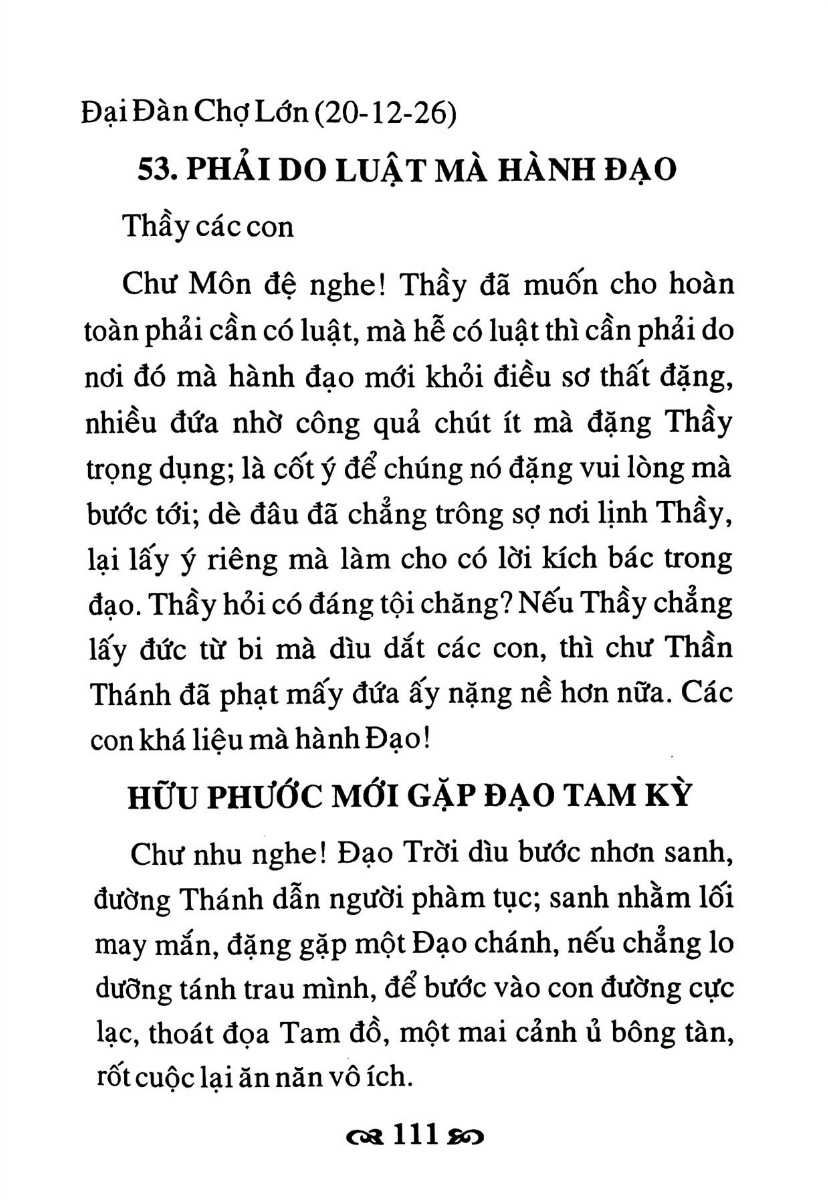 Đại Đàn Chợ Lớn (20-12-26)
53. PHẢI DO LUẬT MÀ HÀNH ĐẠO
Thầy các con
Chư Môn đệ nghe! Thầy đã muốn cho hoàn
toàn phải cần có luật, mà hễ có luật thì cần phải do
nơi đó mà hành đạo mới khỏi điều sơ thất đặng,
nhiều đứa nhờ công quả chút ít mà đặng Thầy
trọng dụng; là cốt ý để chúng nó đặng vui lòng mà
bước tới; dè đâu đã chẳng trông sợ nơi lịnh Thầy,
lại lấy ý riêng mà làm cho có lời kích bác trong
đạo. Thầy hỏi có đáng tội chăng? Nếu Thầy chẳng
lấy đức từ bi mà dìu dắt các con, thì chư Thần
Thánh đã phạt mấy đứa ấy nặng nề hơn nữa. Các
con khá liệu mà hành Đạo!
HỮU PHƯỚC MỚI GẶP ĐẠO TAM KỲ
Chư nhu nghe! Đạo Trời dìu bước nhơn sanh,
đường Thánh dẫn người phàm tục; sanh nhằm lối
may mắn, đặng gặp một Đạo chánh, nếu chẳng lo
dưỡng tánh trau mình, để bước vào con đường cực
lạc, thoát đọa Tam đồ, một mai cảnh ủ bông tàn,
rốt cuộc lại ăn năn vô ích.
111